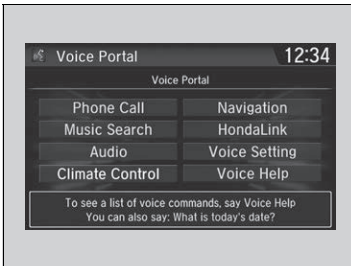 Voice Portal 12:34
Voice Portal
Phone Call Navigation
Music Search HondaLink
Audio Voice Setting
Climate Control Voice Help
To see a list of voice commands, say Voice Help
You can also say: What is today's date?